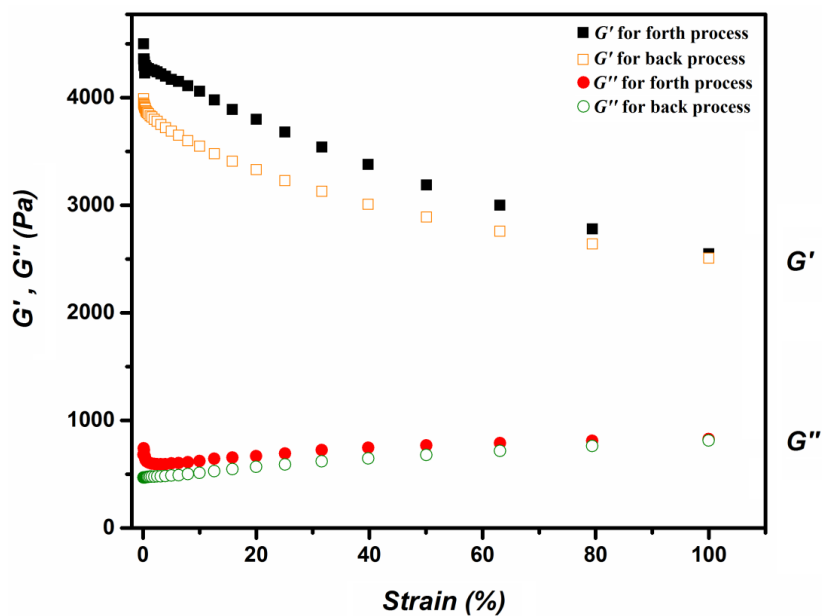 G' for forth process
G' for back process
G'' for forth process
G'' for back process
4000
3000
2000
1000
0
G' , G'' (Pa)
G'
G''
0 20 40 60 80 100
Strain (%)